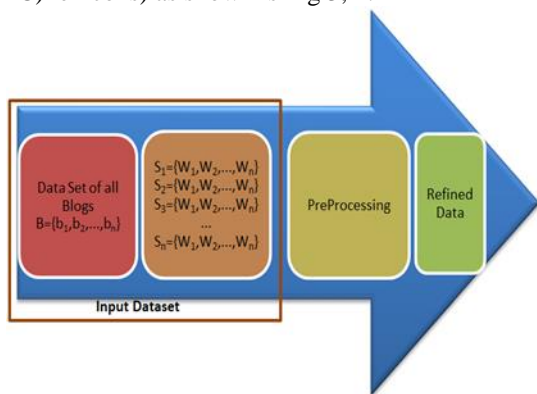 Data Set of all
Blogs
B={b₁,b₂,...,bₙ}
S₁={W₁,W₂,...,Wₙ}
S₂={W₁,W₂,...,Wₙ}
S₃={W₁,W₂,...,Wₙ}
...
Sₙ={W₁,W₂,...,Wₙ}
PreProcessing
Refined
Data
Input Dataset